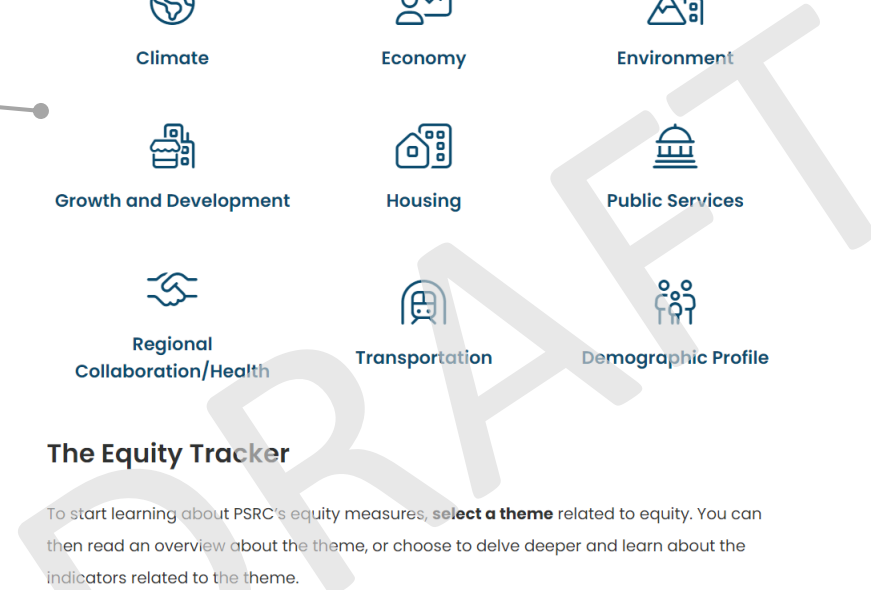 Climate
Economy
Environment
Growth and Development
Housing
Public Services
Regional
Collaboration/Health
Transportation
Demographic Profile
The Equity Tracker
To start learning about PSRC's equity measures, select a theme related to equity. You can
then read an overview about the theme, or choose to delve deeper and learn about the
indicators related to the theme.
DRAFT